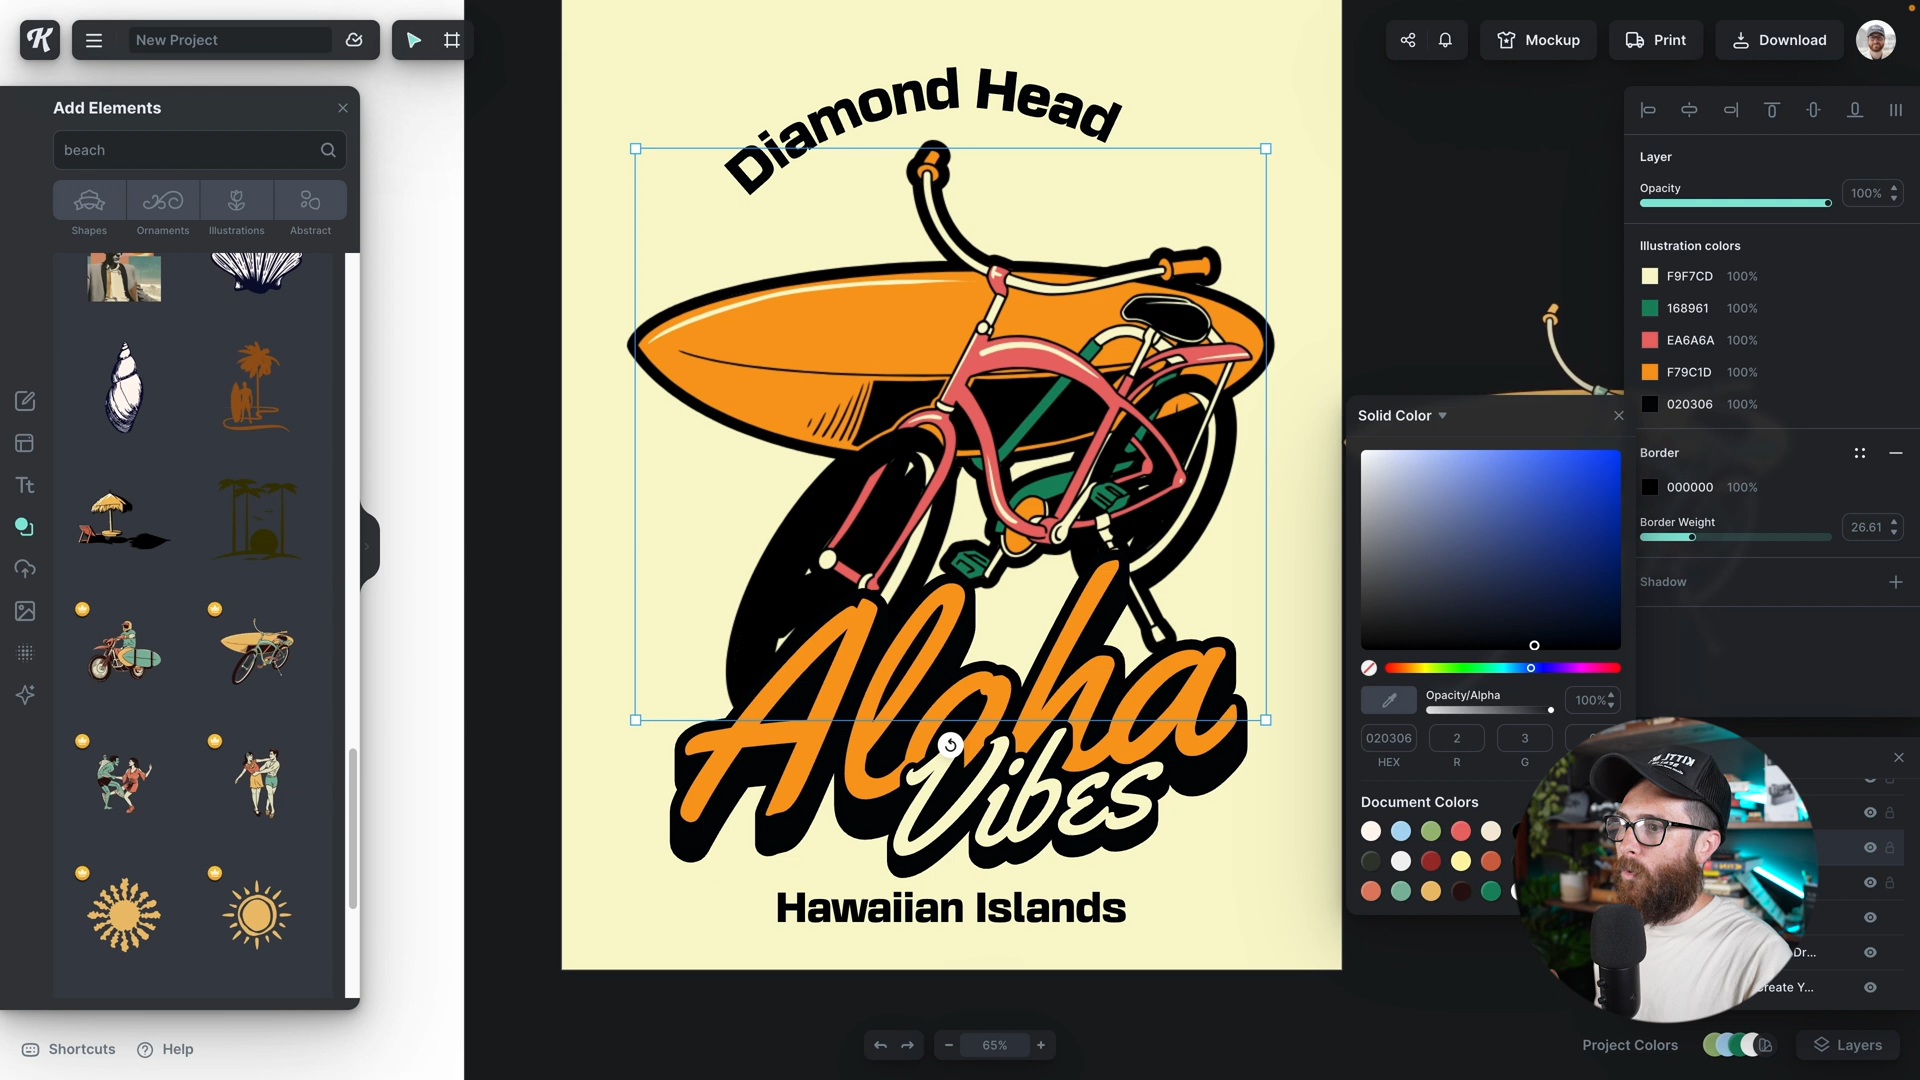 K
New Project
Mockup
Print
Download
Add Elements
beach
Shapes
Ornaments
Illustrations
Abstract
Tt
Shortcuts
Help
Diamond Head
Aloha
Vibes
Hawaiian Islands
65%
Layer
Opacity
100%
Illustration colors
F9F7CD 100%
168961 100%
EA6A6A 100%
F79C1D 100%
020306 100%
Border
000000 100%
Border Weight
26.61
Shadow
Solid Color
Opacity/Alpha
100%
020306
2
3
HEX
R
G
Document Colors
Dr...
Create Y...
Project Colors
Layers